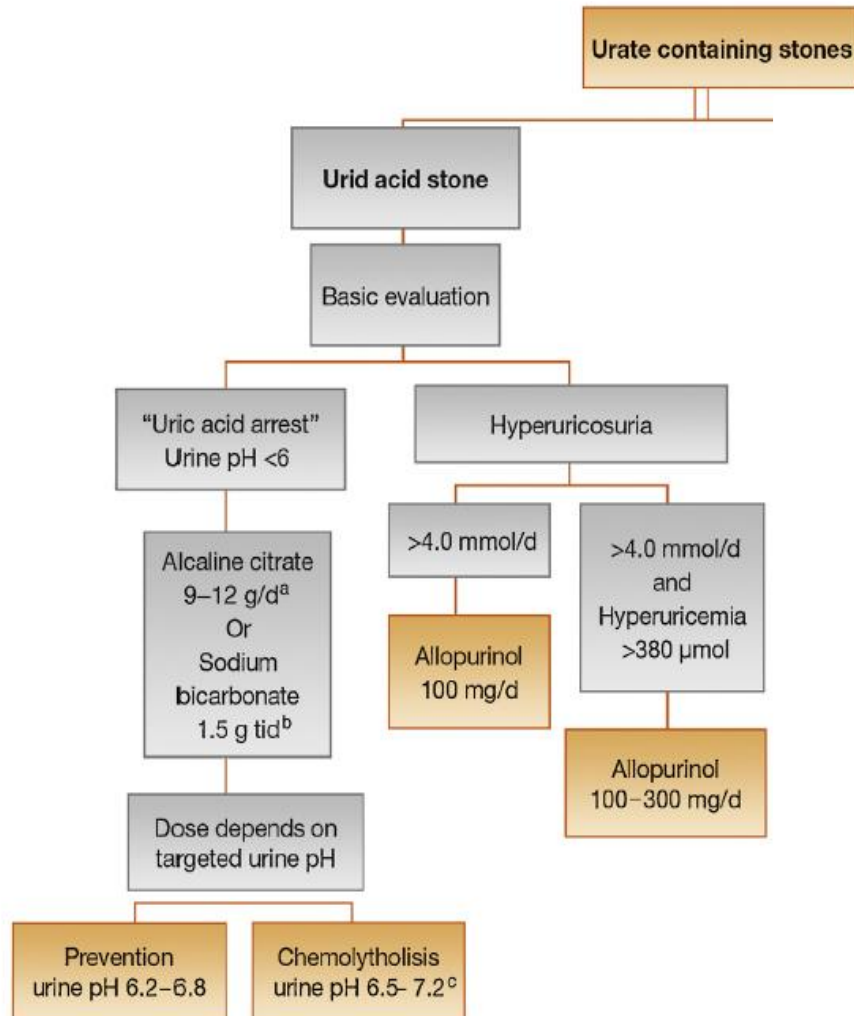 Urate containing stones
Urid acid stone
Basic evaluation
“Uric acid arrest”
Urine pH <6
Hyperuricosuria
Alcaline citrate
9–12 g/dᵃ
Or
Sodium
bicarbonate
1.5 g tidᵇ
>4.0 mmol/d
>4.0 mmol/d
and
Hyperuricemia
>380 µmol
Allopurinol
100 mg/d
Allopurinol
100–300 mg/d
Dose depends on
targeted urine pH
Prevention
urine pH 6.2–6.8
Chemolytholisis
urine pH 6.5- 7.2ᶜ